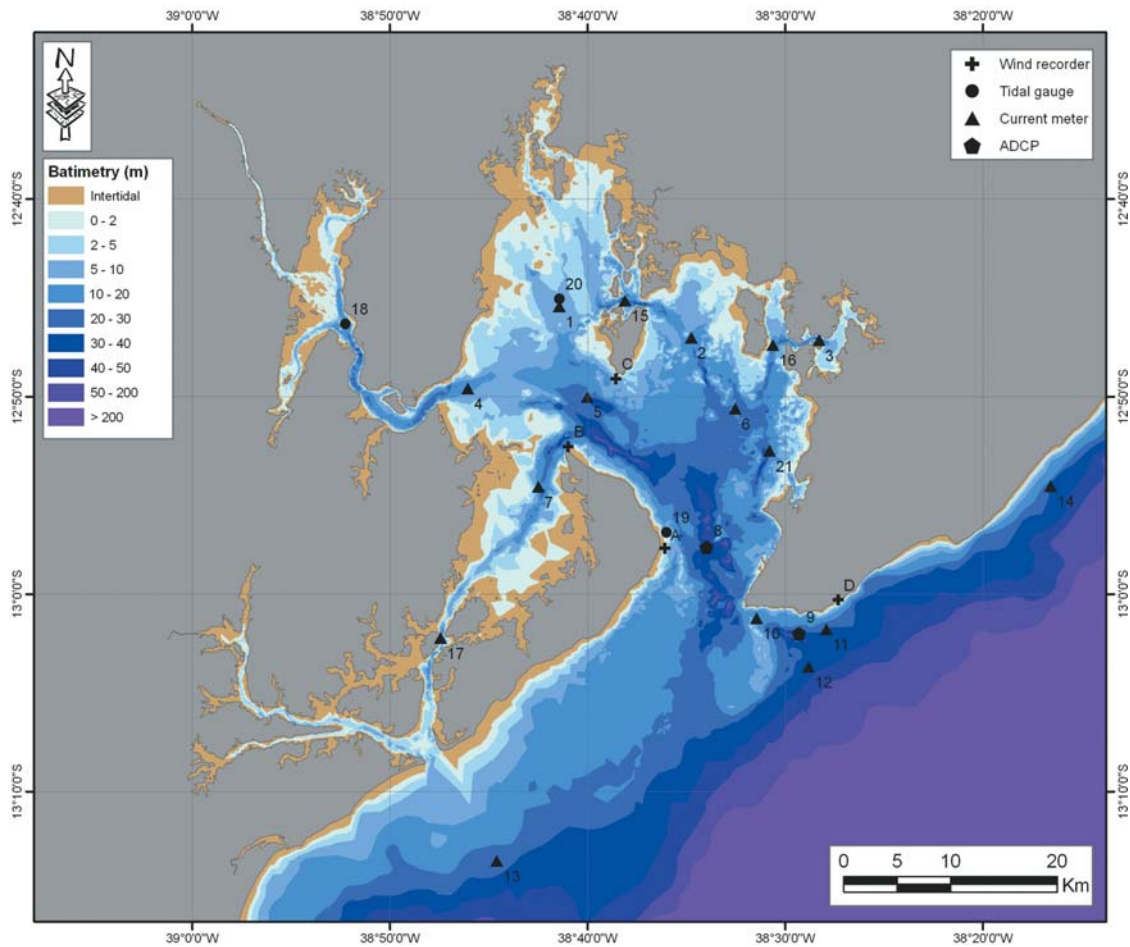 39°0'0"W 38°50'0"W 38°40'0"W 38°30'0"W 38°20'0"W
N
Wind recorder
Tidal gauge
Current meter
ADCP
Batimetry (m)
Intertidal
0 - 2
2 - 5
5 - 10
10 - 20
20 - 30
30 - 40
40 - 50
50 - 200
> 200
12°40'0"S
12°40'0"S
20
1
15
18
2
16
3
C
12°50'0"S
12°50'0"S
4
5
6
B
21
7
14
19
8
A
D
13°0'0"S
13°0'0"S
9
10
11
17
12
13°10'0"S
13°10'0"S
13
0 5 10 20
Km
39°0'0"W 38°50'0"W 38°40'0"W 38°30'0"W 38°20'0"W